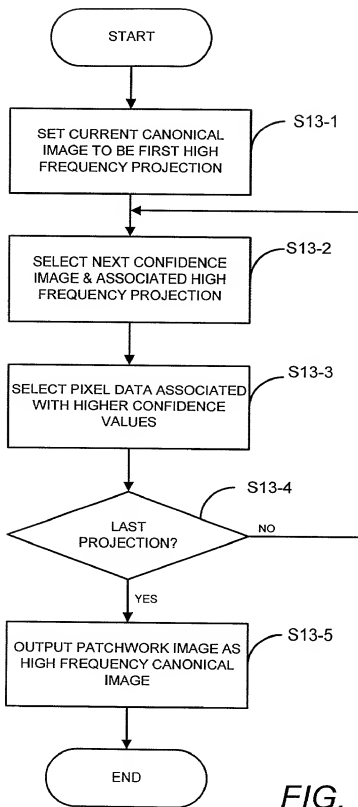 START
SET CURRENT CANONICAL
IMAGE TO BE FIRST HIGH
FREQUENCY PROJECTION
S13-1
SELECT NEXT CONFIDENCE
IMAGE & ASSOCIATED HIGH
FREQUENCY PROJECTION
S13-2
SELECT PIXEL DATA ASSOCIATED
WITH HIGHER CONFIDENCE
VALUES
S13-3
LAST
PROJECTION?
S13-4
NO
YES
OUTPUT PATCHWORK IMAGE AS
HIGH FREQUENCY CANONICAL
IMAGE
S13-5
END
FIG.